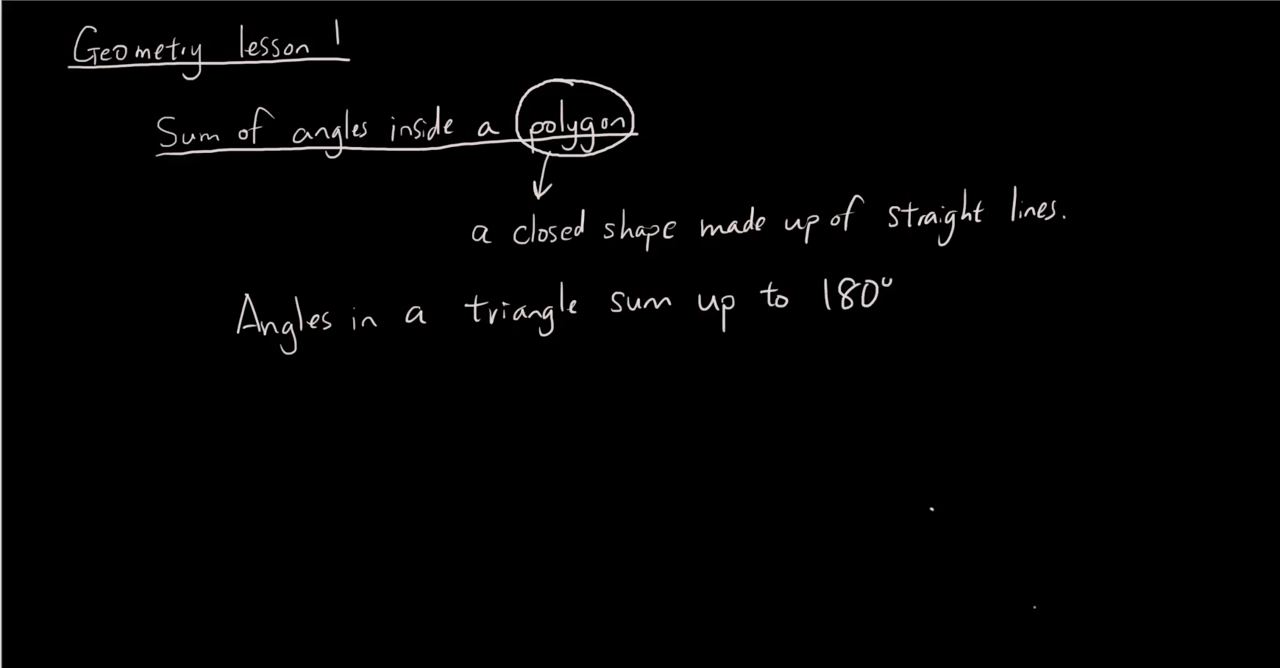 Geometry lesson 1
Sum of angles inside a polygon
a closed shape made up of straight lines.
Angles in a triangle sum up to 180°